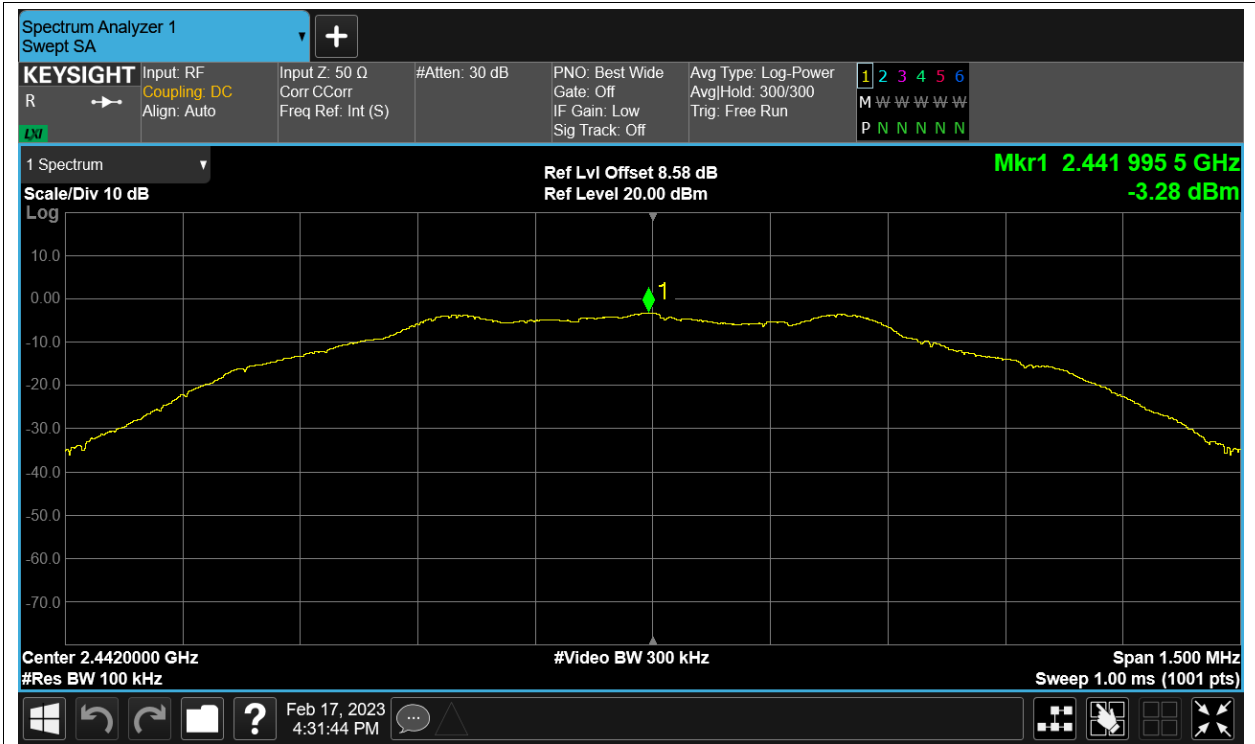 Spectrum Analyzer 1
Swept SA
KEYSIGHT
R
LXI
Input: RF
Coupling: DC
Align: Auto
Input Z: 50 Ω
Corr CCorr
Freq Ref: Int (S)
#Atten: 30 dB
PNO: Best Wide
Gate: Off
IF Gain: Low
Sig Track: Off
Avg Type: Log-Power
Avg|Hold: 300/300
Trig: Free Run
1 2 3 4 5 6
M W W W W W
P N N N N N
1 Spectrum
Scale/Div 10 dB
Log
Ref Lvl Offset 8.58 dB
Ref Level 20.00 dBm
Mkr1 2.441 995 5 GHz
-3.28 dBm
10.0
0.00
-10.0
-20.0
-30.0
-40.0
-50.0
-60.0
-70.0
1
Center 2.4420000 GHz
#Video BW 300 kHz
Span 1.500 MHz
#Res BW 100 kHz
Sweep 1.00 ms (1001 pts)
?
Feb 17, 2023
4:31:44 PM